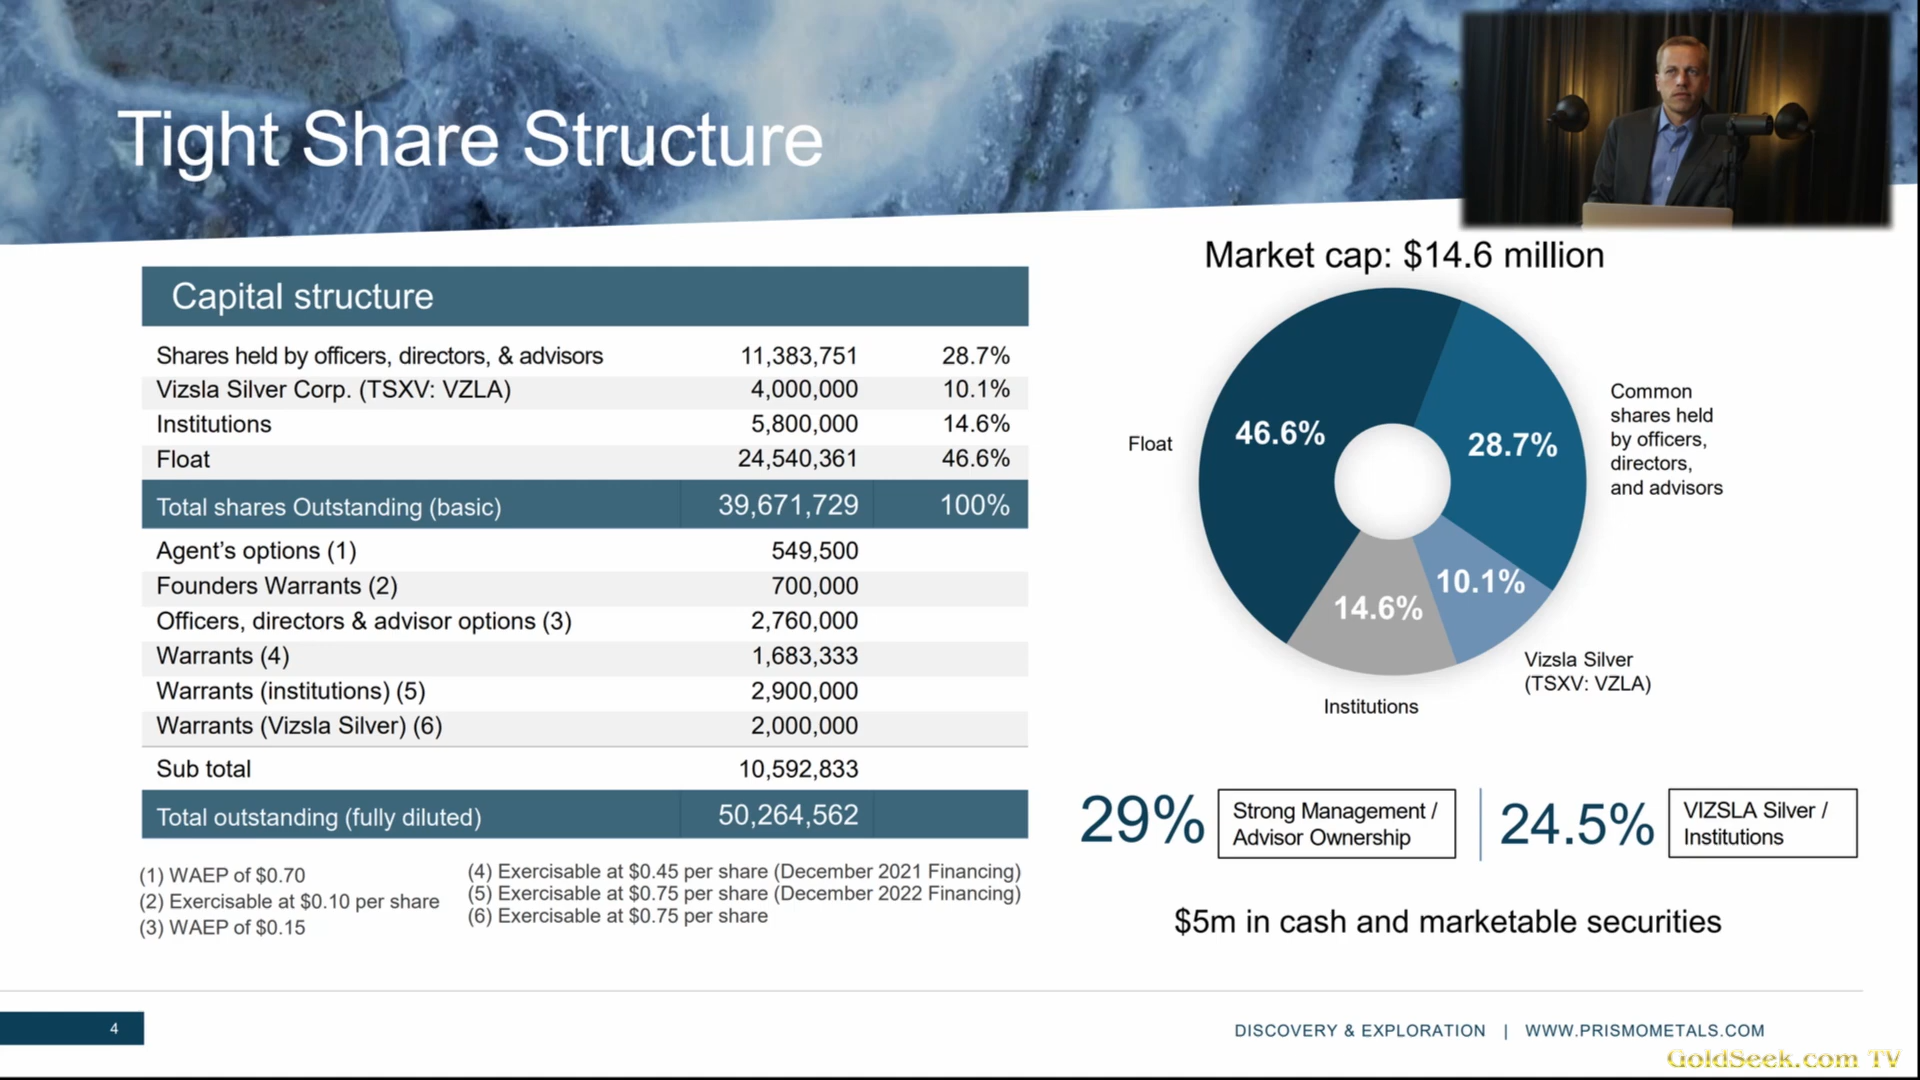 Tight Share Structure
Capital structure
Shares held by officers, directors, & advisors 11,383,751 28.7%
Vizsla Silver Corp. (TSXV: VZLA) 4,000,000 10.1%
Institutions 5,800,000 14.6%
Float 24,540,361 46.6%
Total shares Outstanding (basic) 39,671,729 100%
Agent’s options (1) 549,500
Founders Warrants (2) 700,000
Officers, directors & advisor options (3) 2,760,000
Warrants (4) 1,683,333
Warrants (institutions) (5) 2,900,000
Warrants (Vizsla Silver) (6) 2,000,000
Sub total 10,592,833
Total outstanding (fully diluted) 50,264,562
(1) WAEP of $0.70
(2) Exercisable at $0.10 per share
(3) WAEP of $0.15
(4) Exercisable at $0.45 per share (December 2021 Financing)
(5) Exercisable at $0.75 per share (December 2022 Financing)
(6) Exercisable at $0.75 per share
Market cap: $14.6 million
Float
46.6%
28.7%
10.1%
14.6%
Common
shares held
by officers,
directors,
and advisors
Vizsla Silver
(TSXV: VZLA)
Institutions
29%
Strong Management /
Advisor Ownership
24.5%
VIZSLA Silver /
Institutions
$5m in cash and marketable securities
4
DISCOVERY & EXPLORATION | WWW.PRISMOMETALS.COM
GoldSeek.com TV